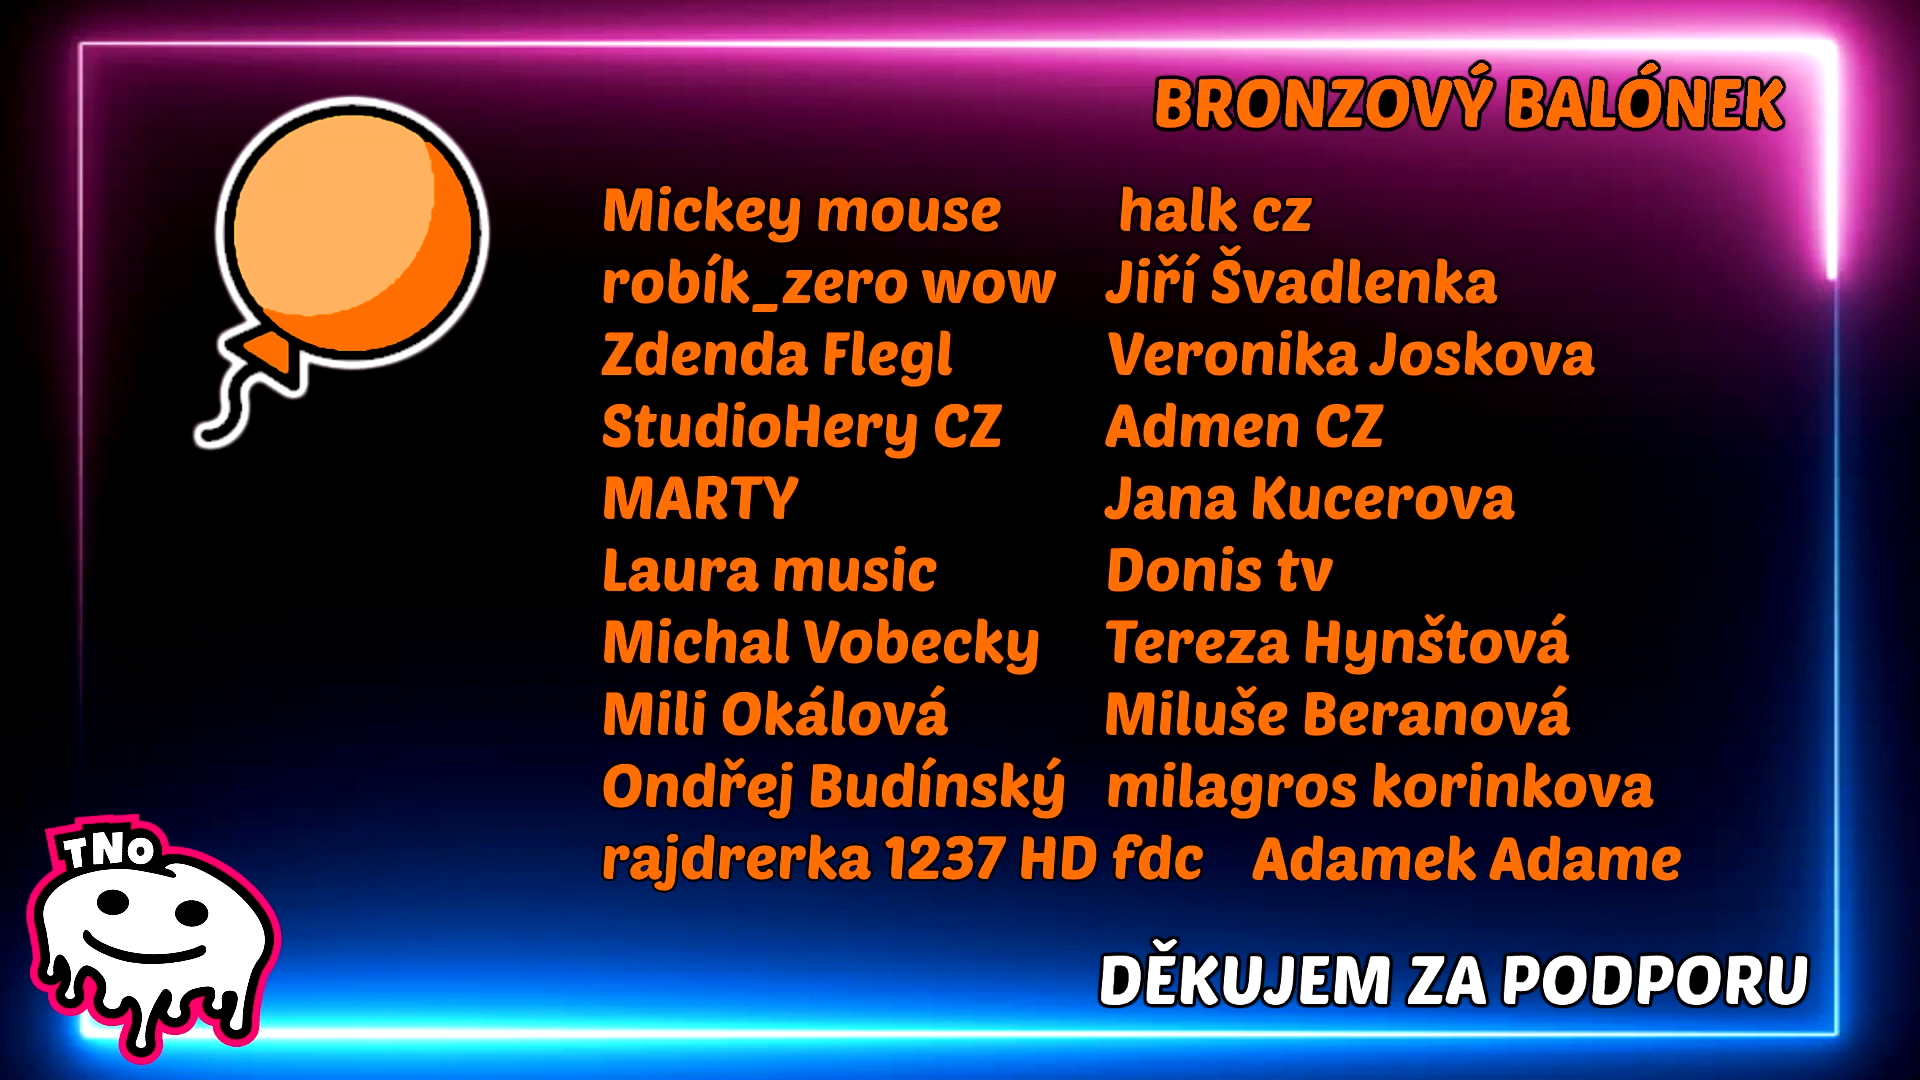 BRONZOVÝ BALÓNEK
Mickey mouse halk cz
robík_zero wow Jiří Švadlenka
Zdenda Flegl Veronika Joskova
StudioHery CZ Admen CZ
MARTY Jana Kucerova
Laura music Donis tv
Michal Vobecky Tereza Hynštová
Mili Okálová Miluše Beranová
Ondřej Budínský milagros korinkova
rajdrerka 1237 HD fdc Adamek Adame
TNo
DĚKUJEM ZA PODPORU